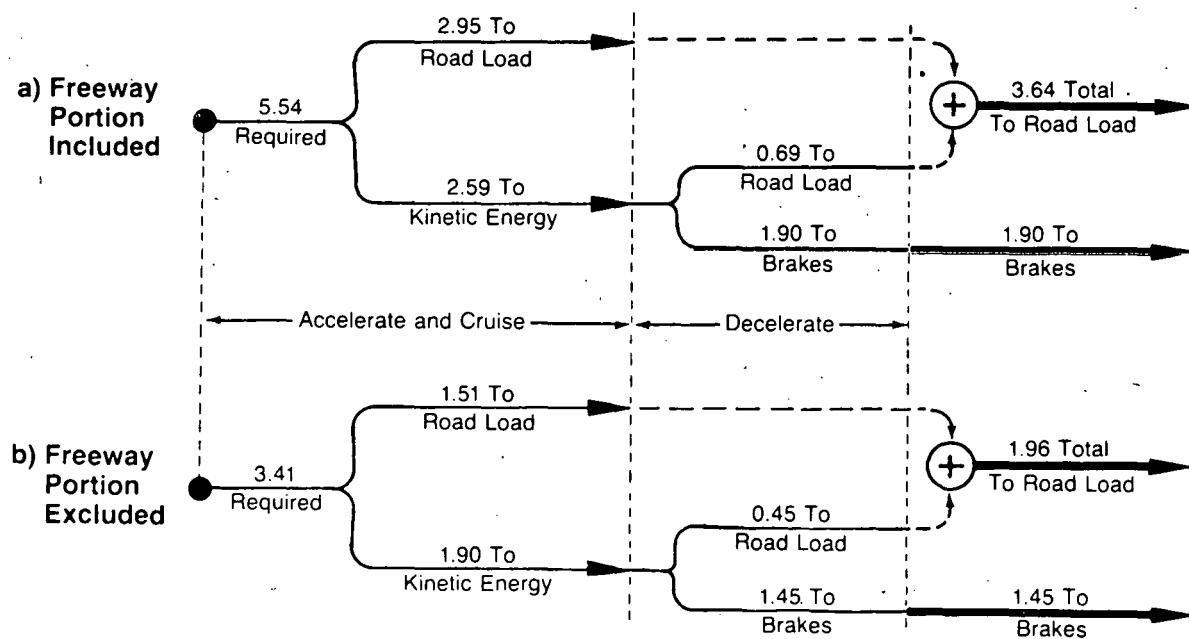 a) Freeway
Portion
Included
5.54
Required
2.95 To
Road Load
2.59 To
Kinetic Energy
0.69 To
Road Load
1.90 To
Brakes
3.64 Total
To Road Load
1.90 To
Brakes
Accelerate and Cruise
Decelerate
b) Freeway
Portion
Excluded
3.41
Required
1.51 To
Road Load
1.90 To
Kinetic Energy
0.45 To
Road Load
1.45 To
Brakes
1.96 Total
To Road Load
1.45 To
Brakes